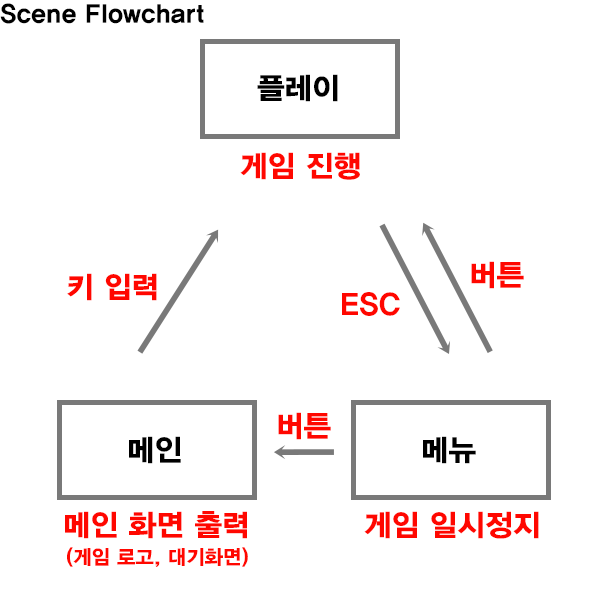 Scene Flowchart
플레이
게임 진행
키 입력
ESC
버튼
메인
버튼
메뉴
메인 화면 출력
(게임 로고, 대기화면)
게임 일시정지